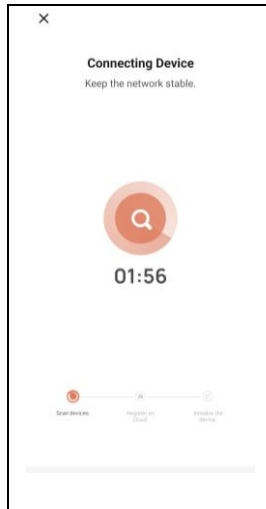 Connecting Device
Keep the network stable.
01:56
Scan devices
Register on
Cloud
Initialize the
device